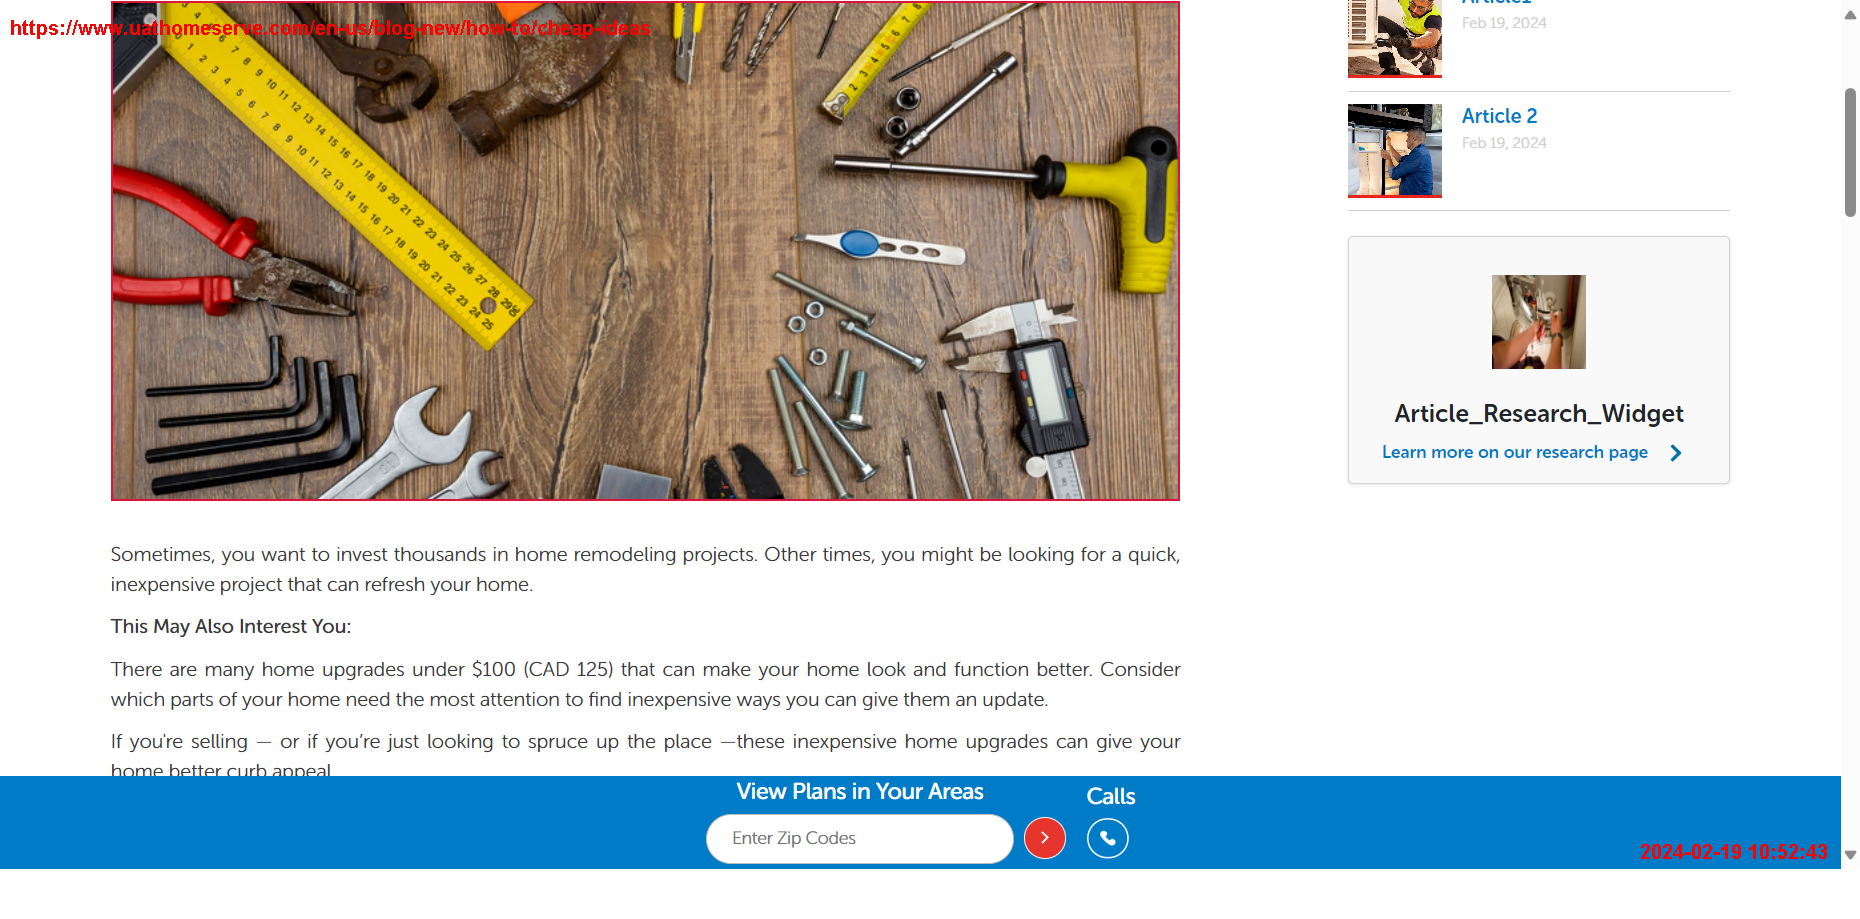 https://www.uathomeserve.com/en-us/blog-new/how-to/cheap-ideas
Feb 19, 2024
Article 2
Feb 19, 2024
Article_Research_Widget
Learn more on our research page
Sometimes, you want to invest thousands in home remodeling projects. Other times, you might be looking for a quick,
inexpensive project that can refresh your home.
This May Also Interest You:
There are many home upgrades under $100 (CAD 125) that can make your home look and function better. Consider
which parts of your home need the most attention to find inexpensive ways you can give them an update.
If you're selling — or if you’re just looking to spruce up the place —these inexpensive home upgrades can give your
home better curb appeal
View Plans in Your Areas
Calls
Enter Zip Codes
2024-02-19 10:52:43